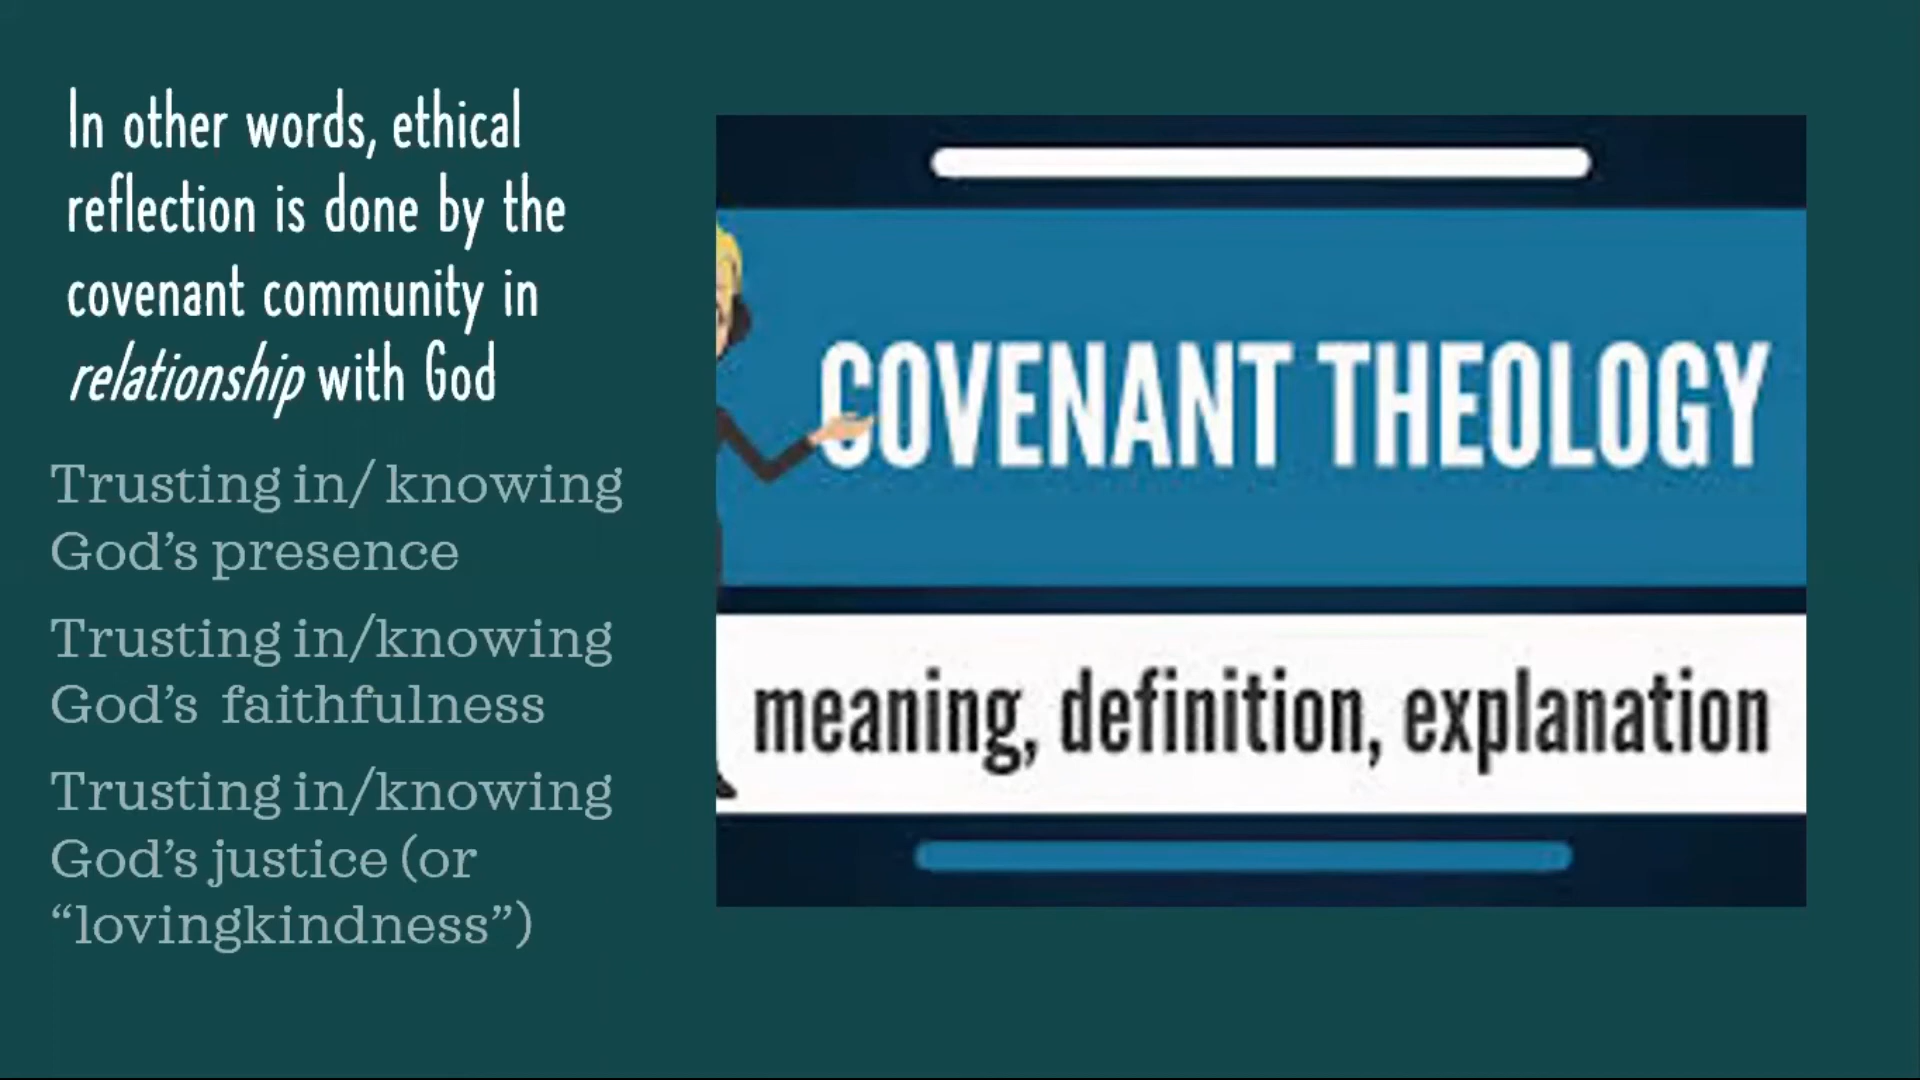 In other words, ethical
reflection is done by the
covenant community in
relationship with God
Trusting in/ knowing
God’s presence
Trusting in/knowing
God’s faithfulness
Trusting in/knowing
God’s justice (or
“lovingkindness”)
COVENANT THEOLOGY
meaning, definition, explanation